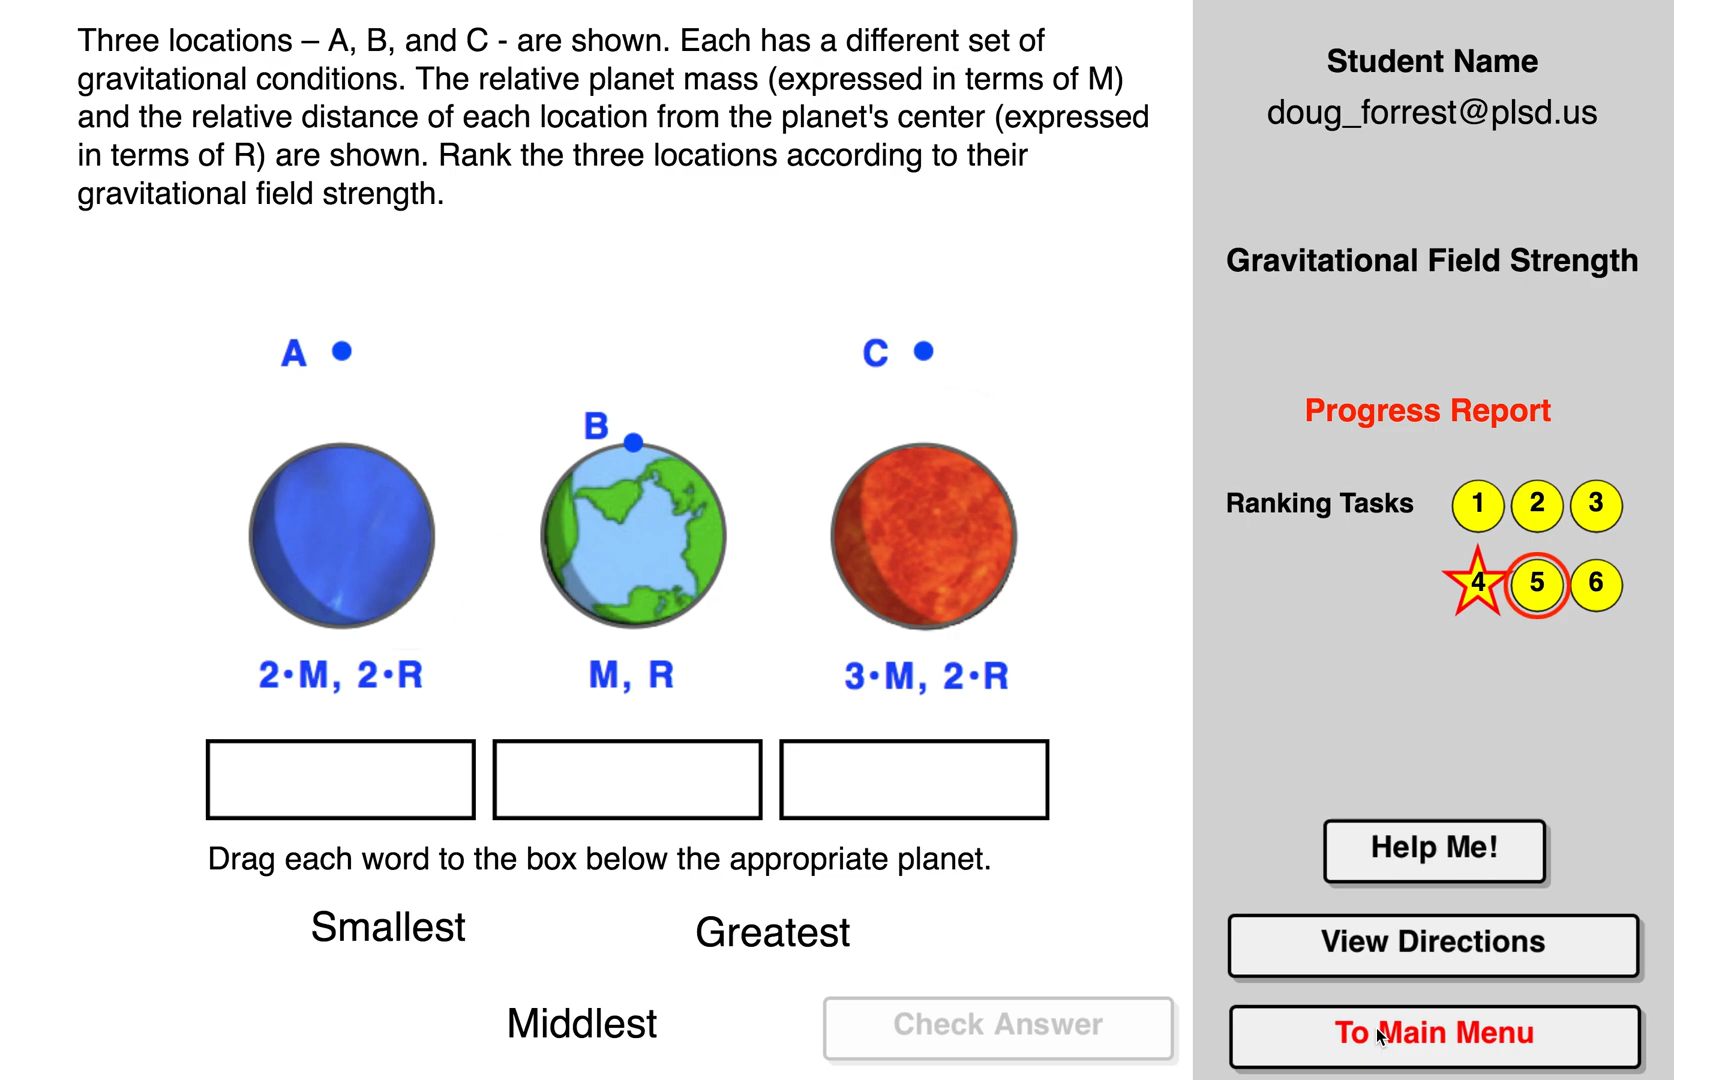 Three locations – A, B, and C - are shown. Each has a different set of
gravitational conditions. The relative planet mass (expressed in terms of M)
and the relative distance of each location from the planet's center (expressed
in terms of R) are shown. Rank the three locations according to their
gravitational field strength.
A
C
B
2•M, 2•R
M, R
3•M, 2•R
Drag each word to the box below the appropriate planet.
Smallest
Greatest
Middlest
Check Answer
Student Name
doug_forrest@plsd.us
Gravitational Field Strength
Progress Report
Ranking Tasks 1 2 3
4 5 6
Help Me!
View Directions
To Main Menu